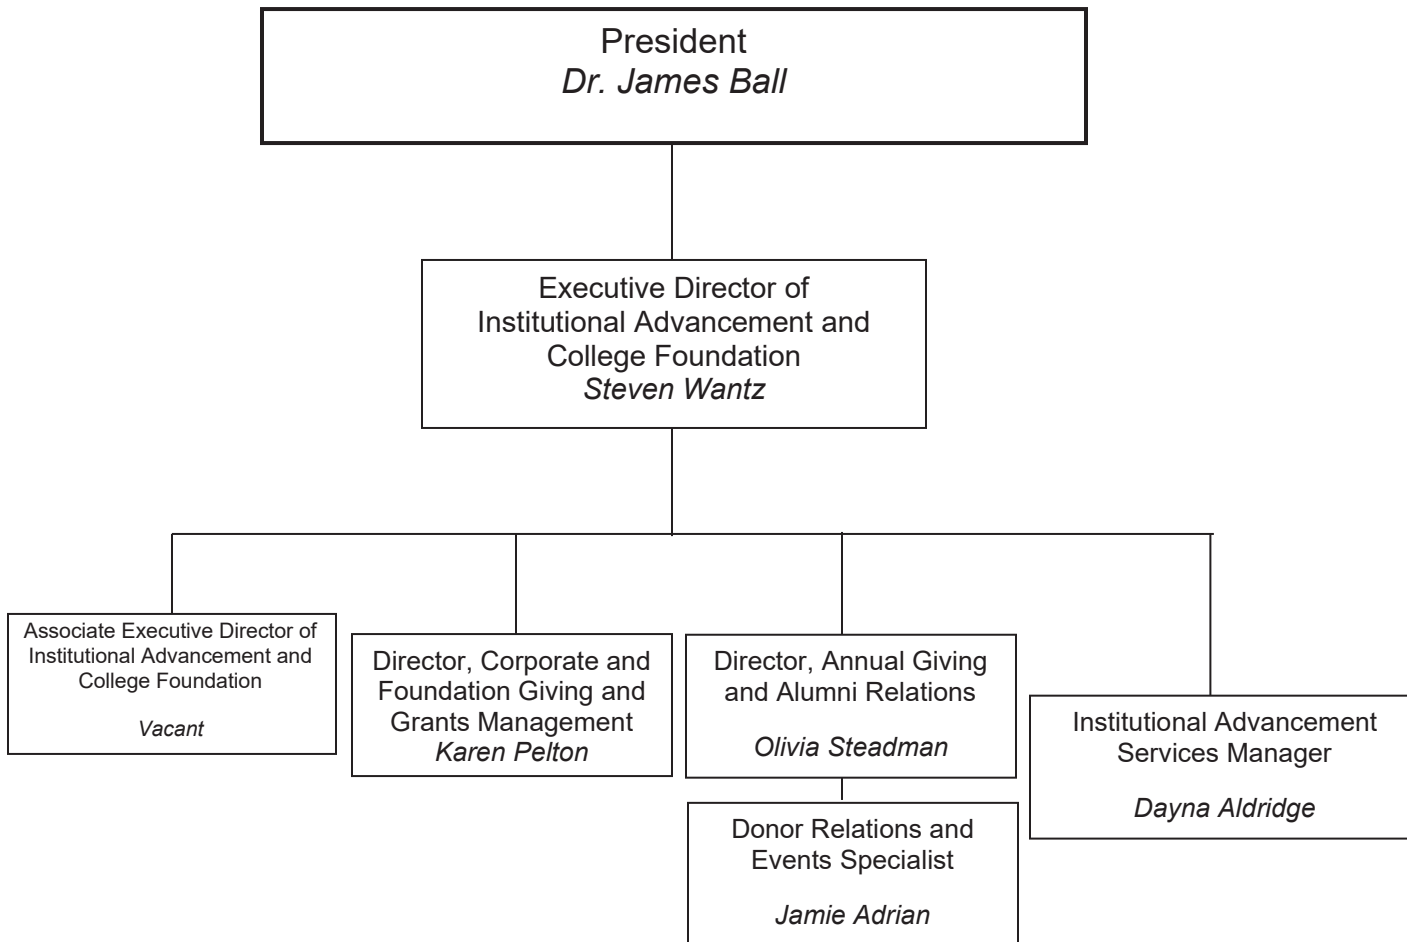 President
Dr. James Ball
Executive Director of
Institutional Advancement and
College Foundation
Steven Wantz
Associate Executive Director of
Institutional Advancement and
College Foundation
Vacant
Director, Corporate and
Foundation Giving and
Grants Management
Karen Pelton
Director, Annual Giving
and Alumni Relations
Olivia Steadman
Donor Relations and
Events Specialist
Jamie Adrian
Institutional Advancement
Services Manager
Dayna Aldridge